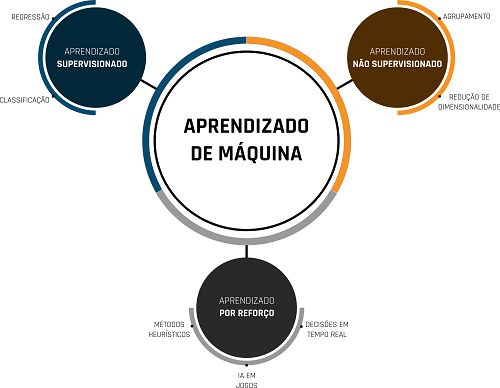 REGRESSÃO
APRENDIZADO
SUPERVISIONADO
CLASSIFICAÇÃO
AGRUPAMENTO
APRENDIZADO
NÃO SUPERVISIONADO
REDUÇÃO DE
DIMENSIONALIDADE
APRENDIZADO
DE MÁQUINA
APRENDIZADO
POR REFORÇO
MÉTODOS
HEURÍSTICOS
DECISÕES EM
TEMPO REAL
IA EM
JOGOS